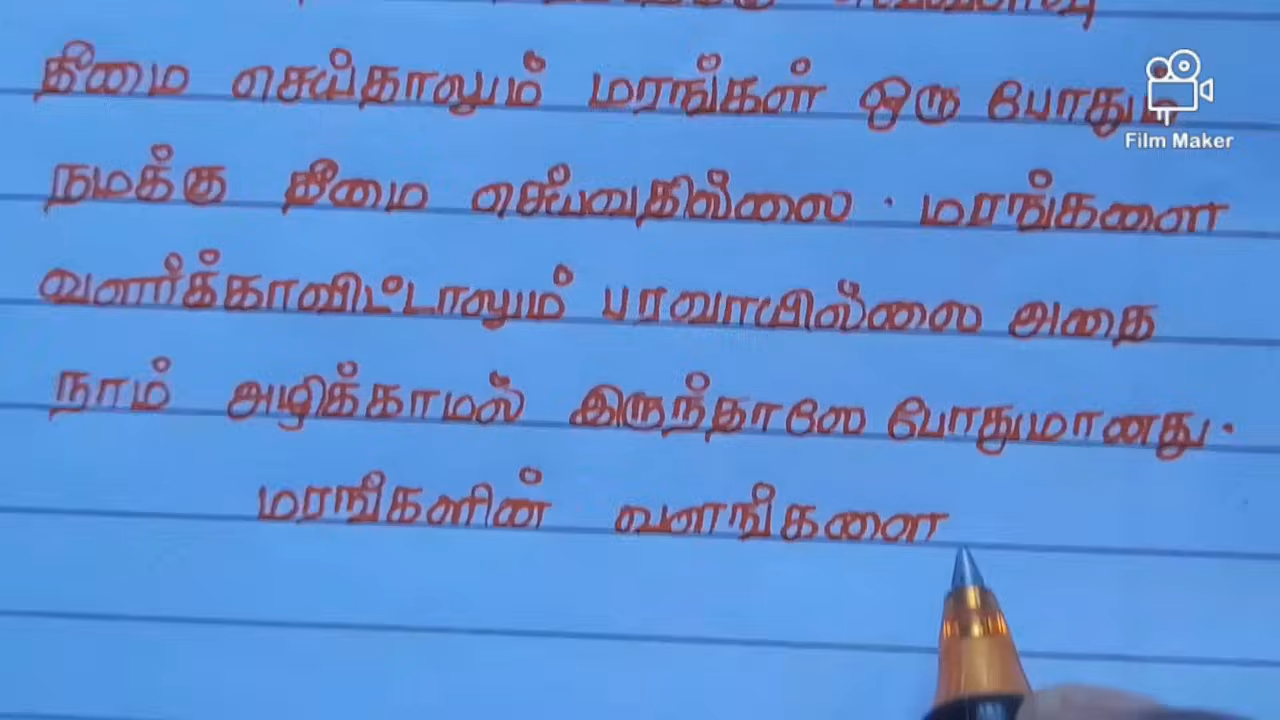 தீமை செய்தாலும் மரங்கள் ஒரு போதும்
நமக்கு தீமை செய்வதில்லை . மரங்களை
வளர்க்காவிட்டாலும் பரவாயில்லை அதை
நாம் அழிக்காமல் இருந்தாலே போதுமானது .
மரங்களின் வளங்களை
Film Maker